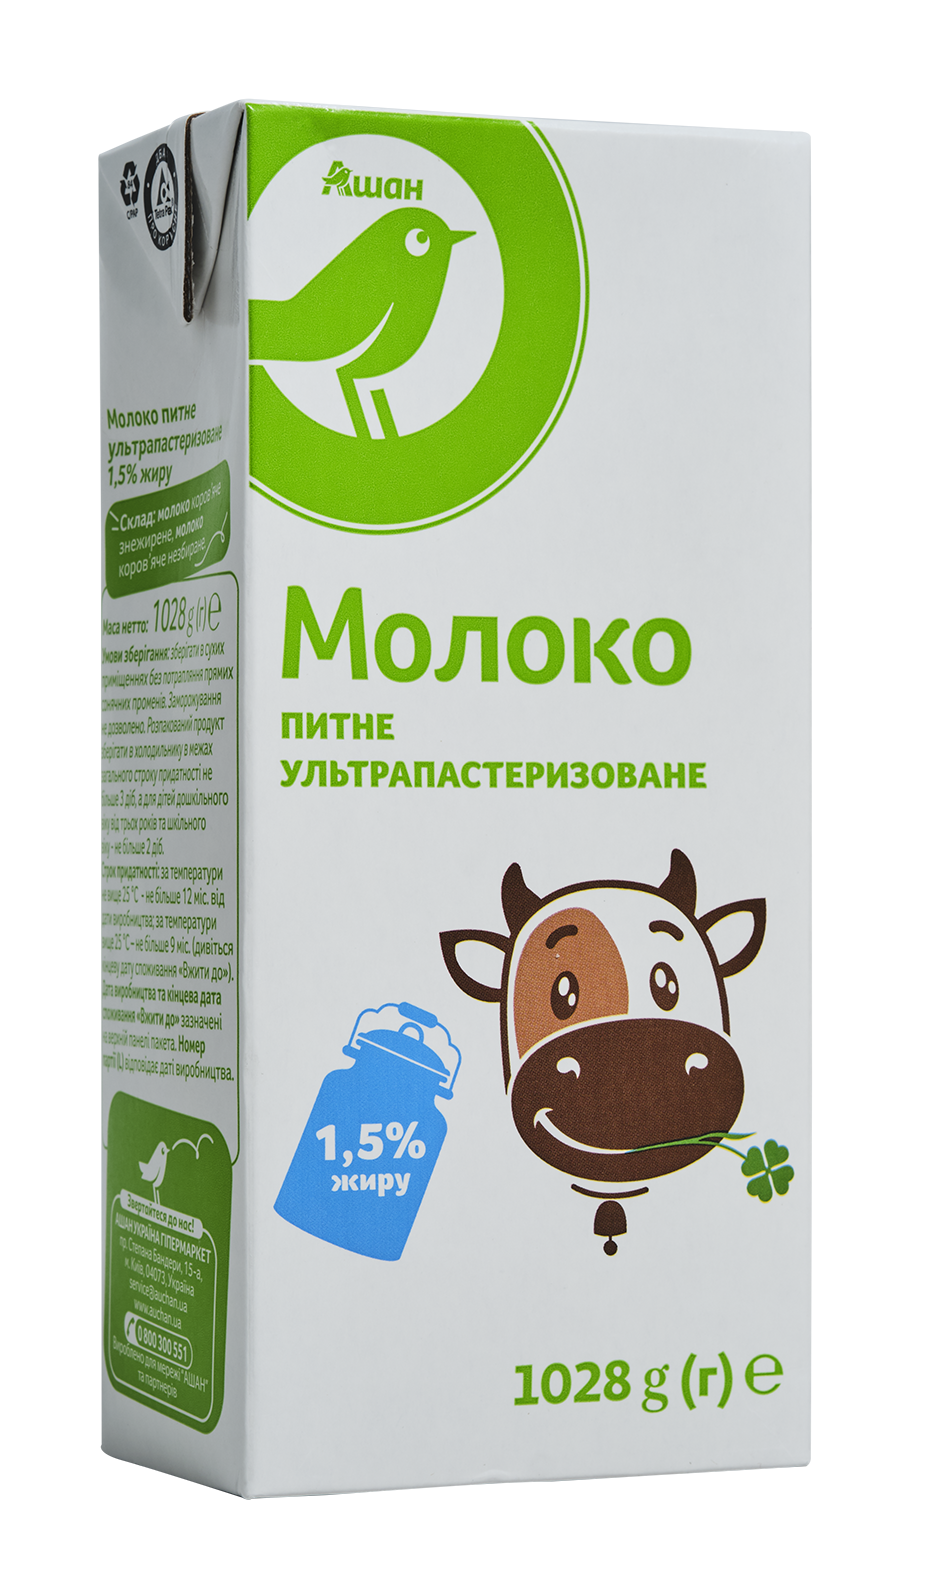 Ашан
Молоко
ПИТНЕ
УЛЬТРАПАСТЕРИЗОВАНЕ
1,5%
жиру
1028 g (г) ℮
CPAP
Tetra Pak
Молоко питне
ультрапастеризоване
1,5% жиру
Склад: молоко коров'яче
знежирене, молоко
коров'яче незбиране
Маса нетто: 1028 g (г) ℮
Умови зберігання: зберігати в сухих
приміщеннях без потрапляння прямих
сонячних променів. Заморожування
не дозволено. Розпакований продукт
зберігати в холодильнику в межах
загального строку придатності не
більше 3 діб, а для дітей дошкільного
віку від трьох років та шкільного
віку - не більше 2 діб.
Строк придатності: за температури
не вище 25 °С - не більше 12 міс. від
дати виробництва; за температури
вище 25 °С - не більше 9 міс. (дивіться
кінцеву дату споживання «Вжити до»).
Дата виробництва та кінцева дата
споживання «Вжити до» зазначені
на верхній панелі пакета. Номер
партії (L) відповідає даті виробництва.
Звертайтеся до нас!
АШАН УКРАЇНА ГІПЕРМАРКЕТ
пр. Степана Бандери, 15-а,
м. Київ, 04073, Україна
service@auchan.ua
www.auchan.ua
0 800 300 551
Вироблено для мережі "АШАН"
та партнерів